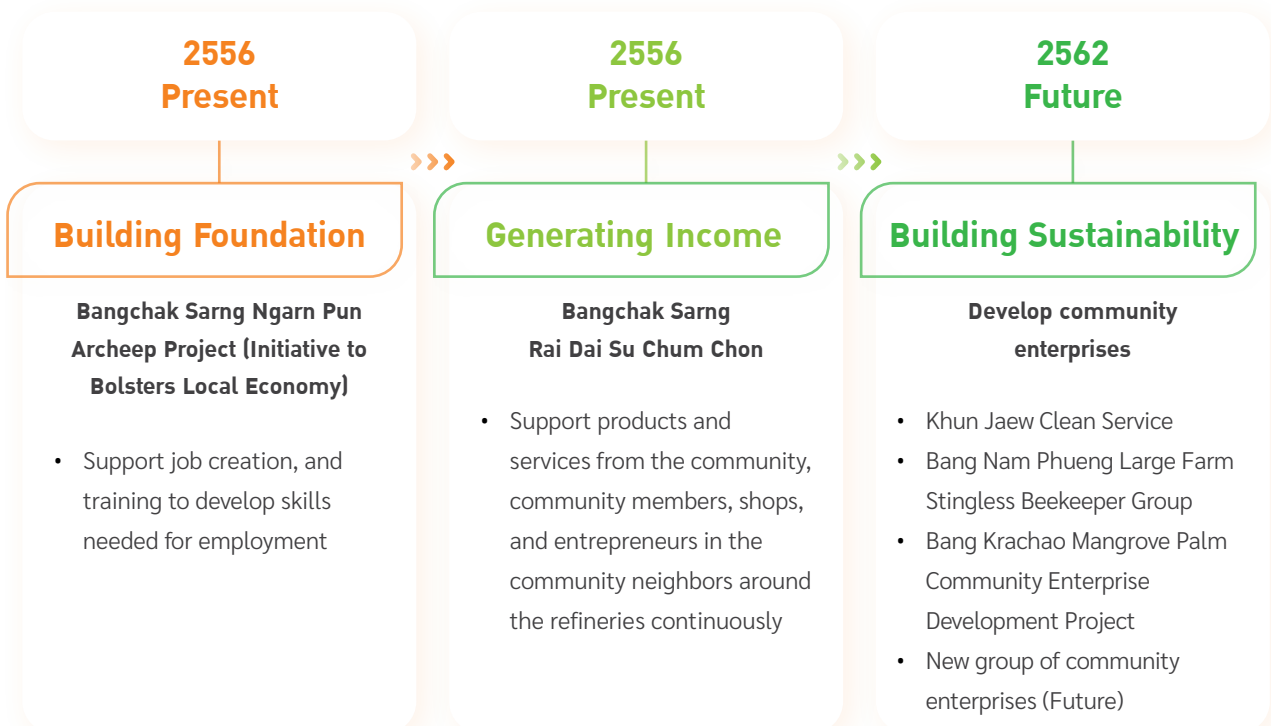 2556
Present
Building Foundation
Bangchak Sarng Ngarn Pun
Archeep Project (Initiative to
Bolsters Local Economy)
• Support job creation, and
training to develop skills
needed for employment
2556
Present
Generating Income
Bangchak Sarng
Rai Dai Su Chum Chon
• Support products and
services from the community,
community members, shops,
and entrepreneurs in the
community neighbors around
the refineries continuously
2562
Future
Building Sustainability
Develop community
enterprises
• Khun Jaew Clean Service
• Bang Nam Phueng Large Farm
Stingless Beekeeper Group
• Bang Krachao Mangrove Palm
Community Enterprise
Development Project
• New group of community
enterprises (Future)